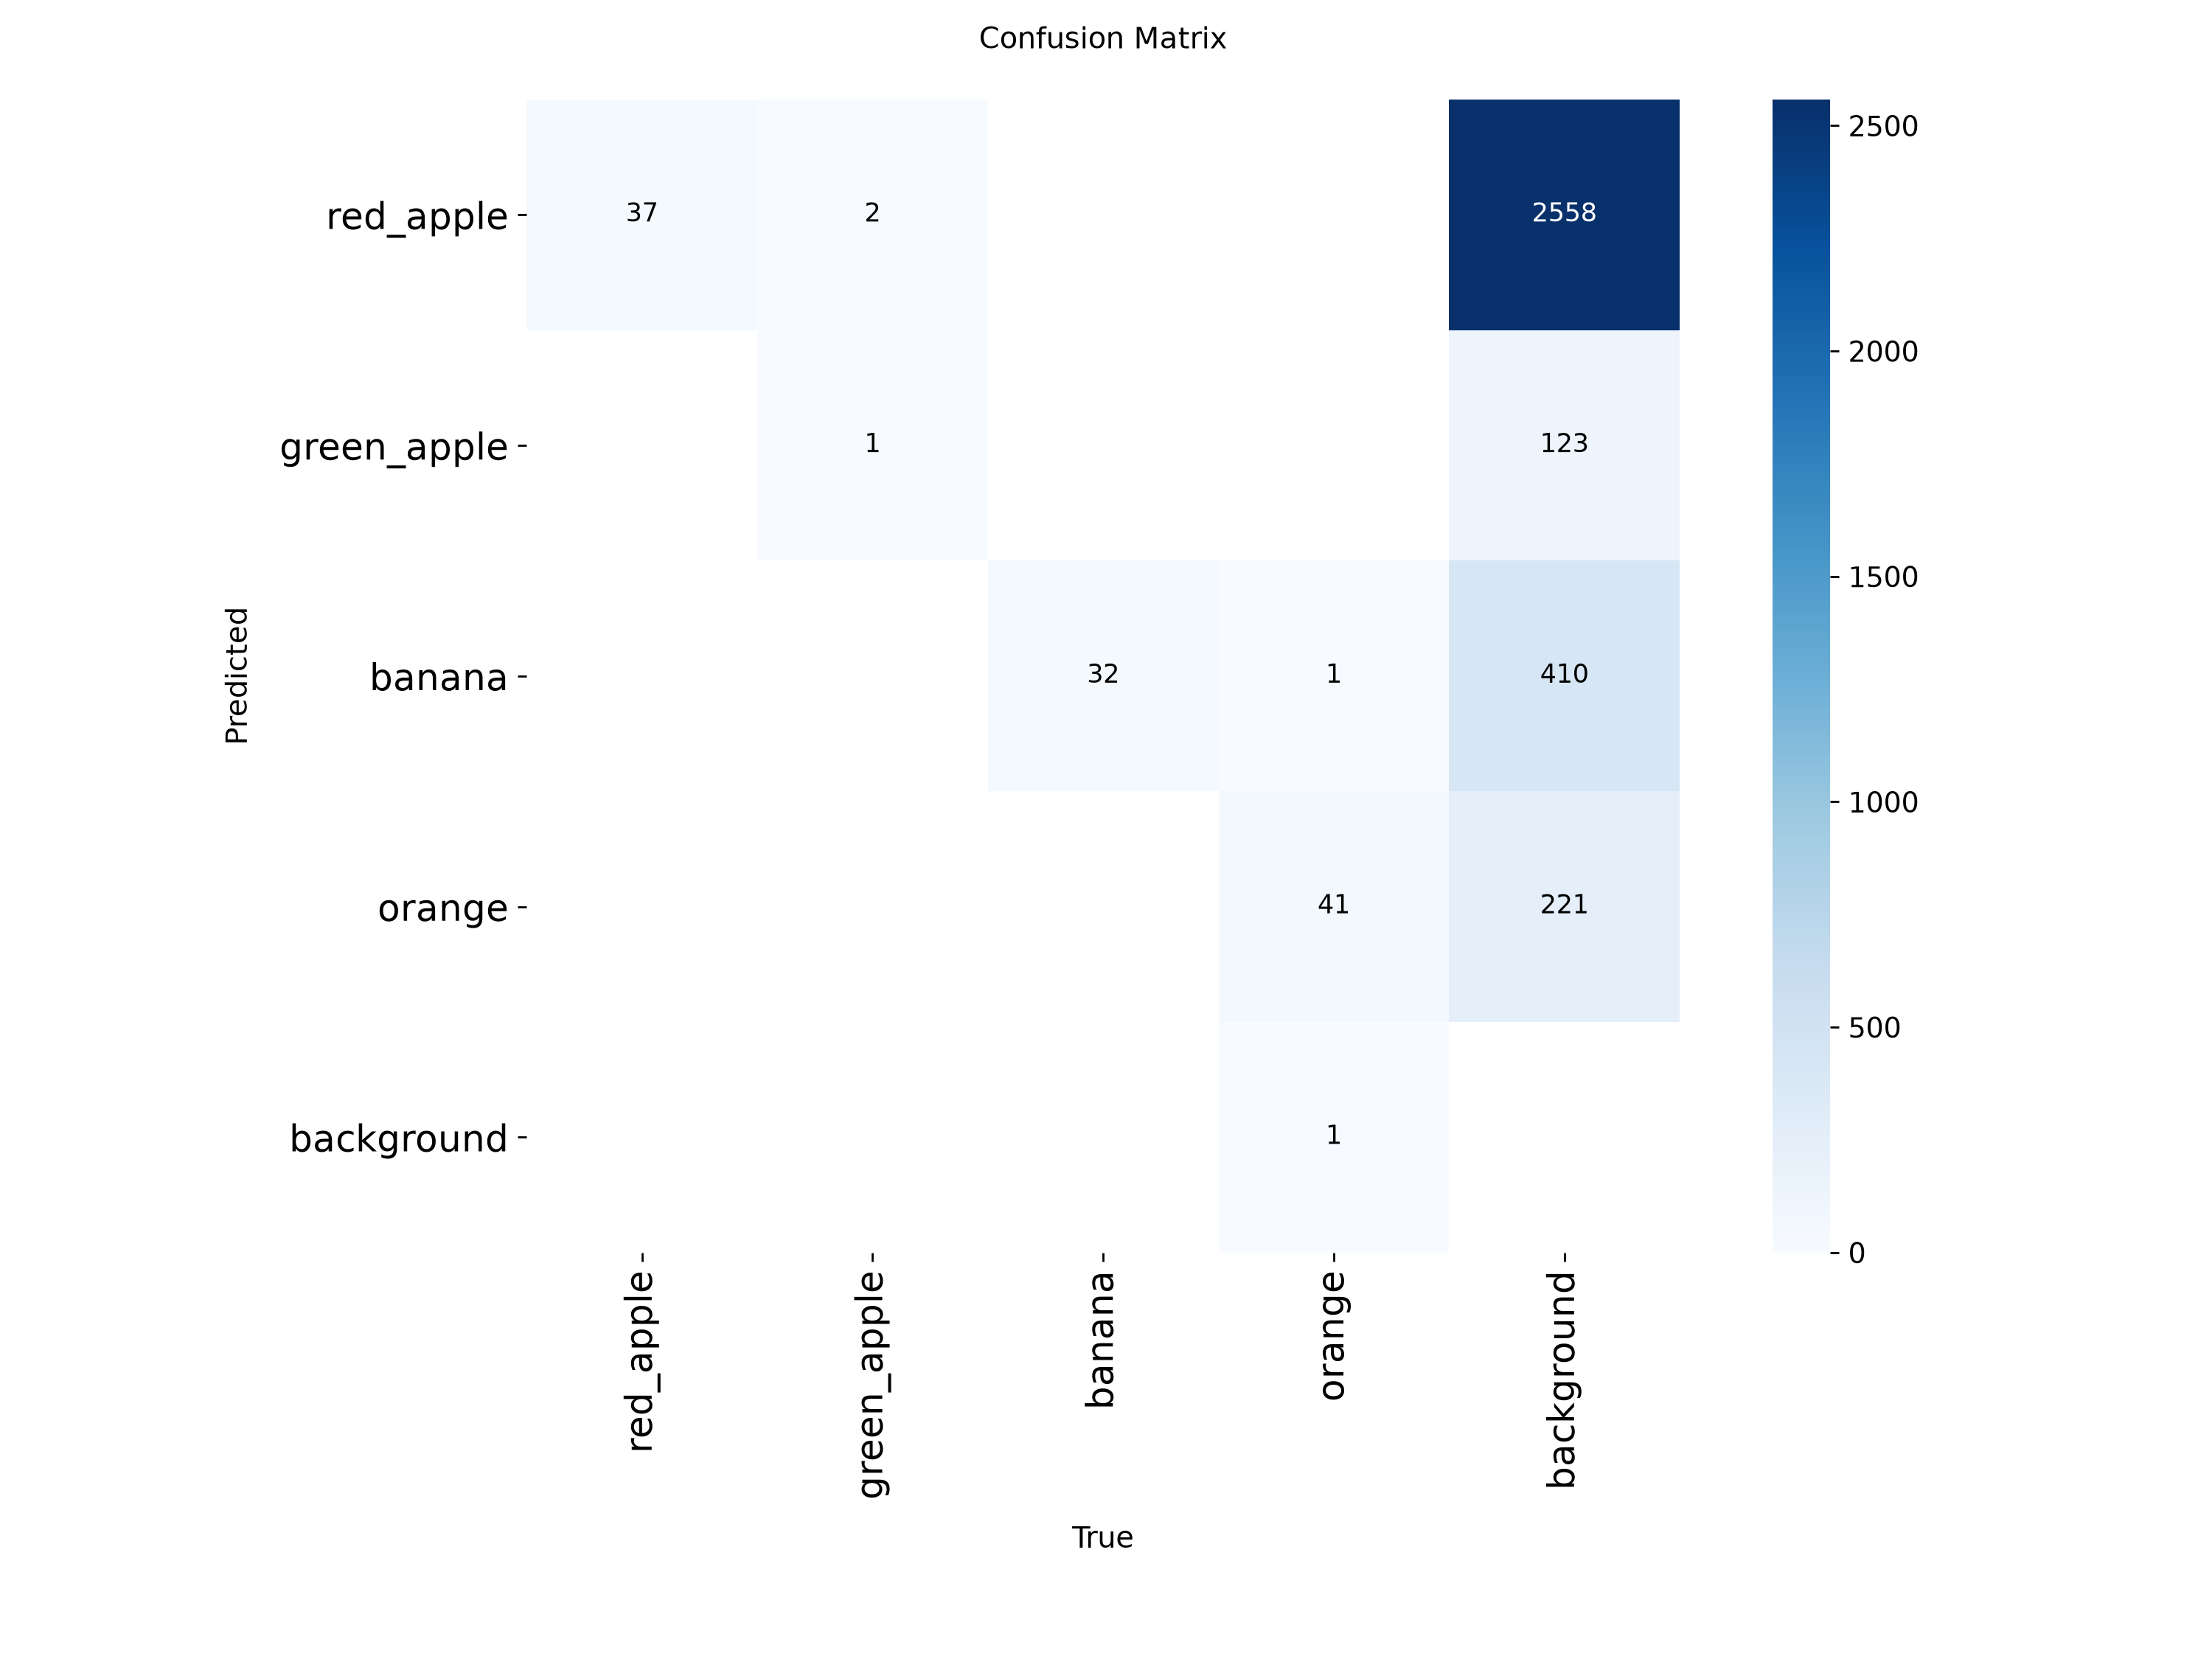 Confusion Matrix
red_apple 37 2 2558 2500
2000
green_apple 1 123
1500
Predicted
banana 32 1 410
1000
orange 41 221
500
background 1
0
red_apple green_apple banana orange background
True